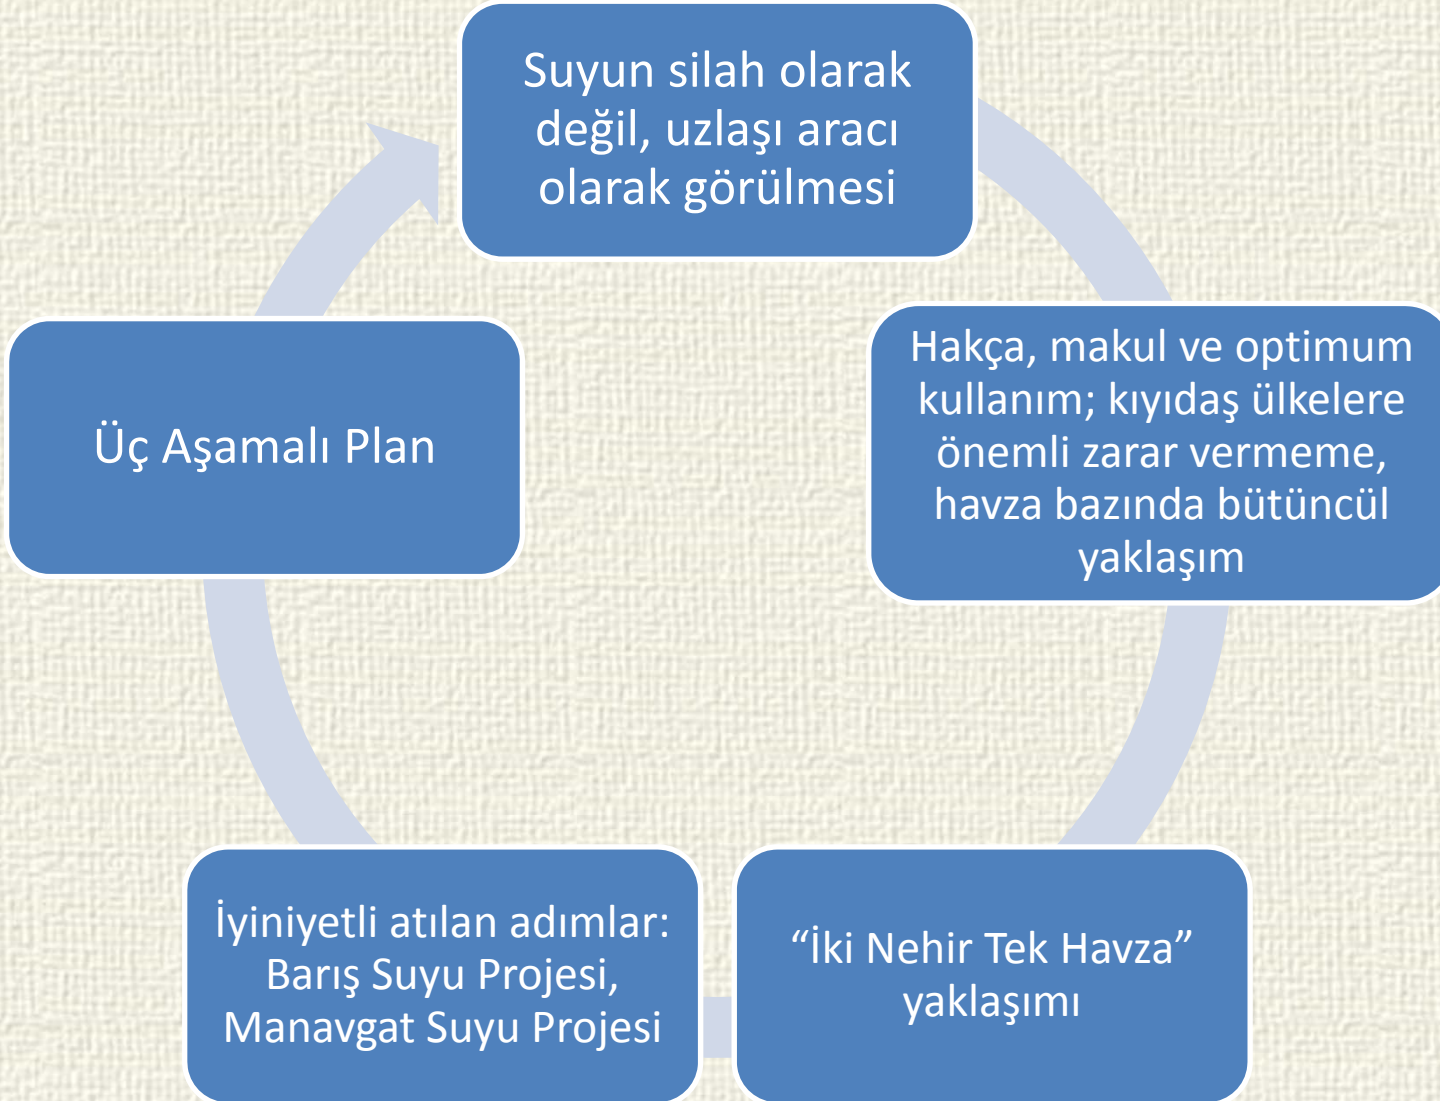 Suyun silah olarak
değil, uzlaşı aracı
olarak görülmesi
Hakça, makul ve optimum
kullanım; kıyıdaş ülkelere
önemli zarar vermeme,
havza bazında bütüncül
yaklaşım
“İki Nehir Tek Havza”
yaklaşımı
İyiniyetli atılan adımlar:
Barış Suyu Projesi,
Manavgat Suyu Projesi
Üç Aşamalı Plan